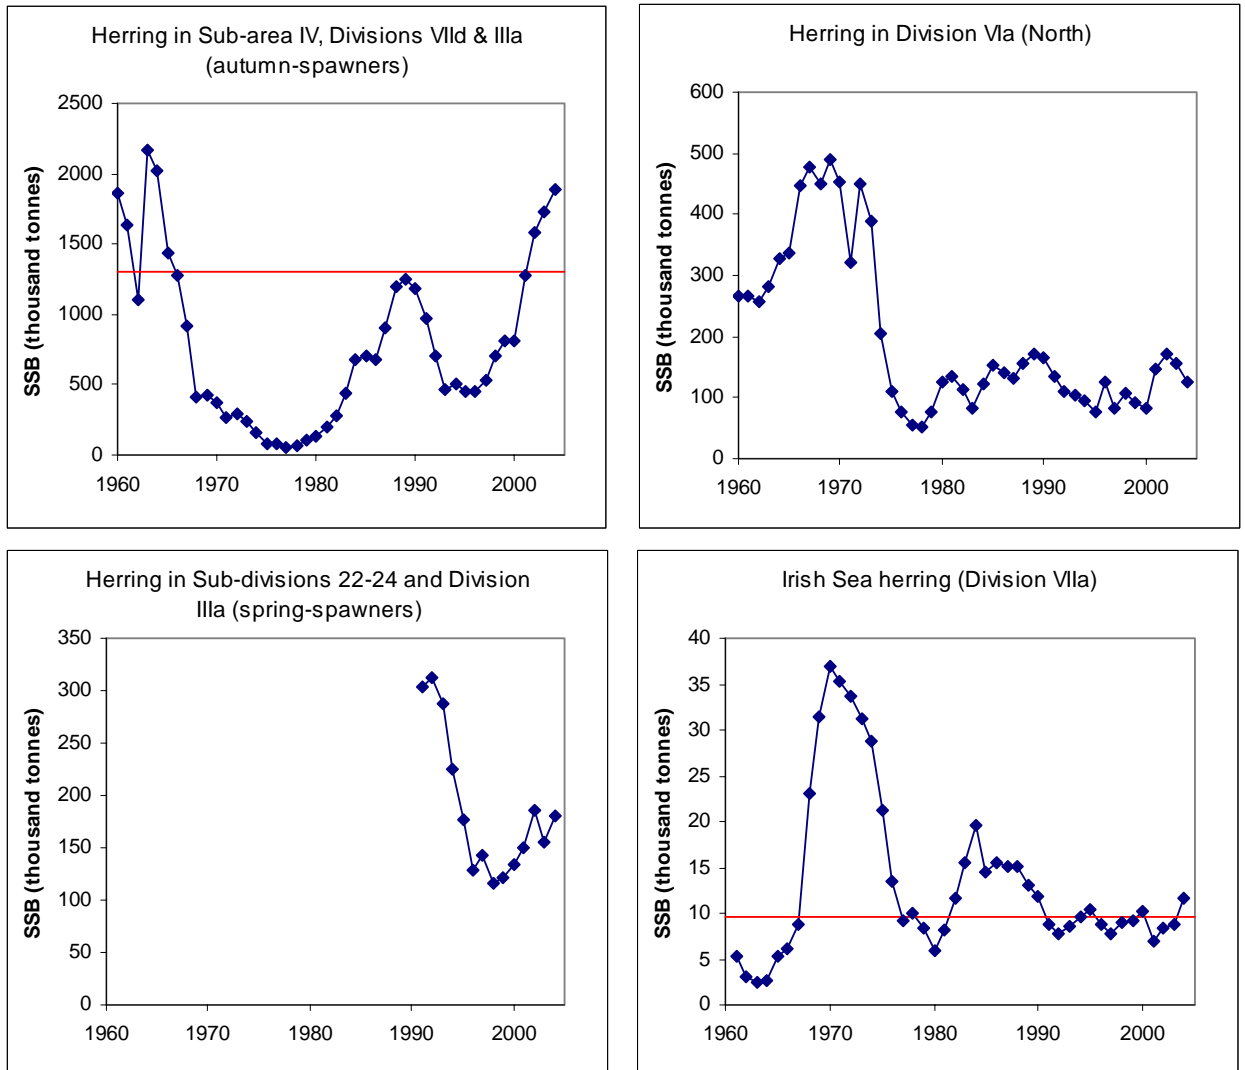 Herring in Sub-area IV, Divisions VIId & IIIa
(autumn-spawners)
SSB (thousand tonnes)
2500
2000
1500
1000
500
0
1960 1970 1980 1990 2000
Herring in Division VIa (North)
SSB (thousand tonnes)
600
500
400
300
200
100
0
1960 1970 1980 1990 2000
Herring in Sub-divisions 22-24 and Division
IIIa (spring-spawners)
SSB (thousand tonnes)
350
300
250
200
150
100
50
0
1960 1970 1980 1990 2000
Irish Sea herring (Division VIIa)
SSB (thousand tonnes)
40
35
30
25
20
15
10
5
0
1960 1970 1980 1990 2000